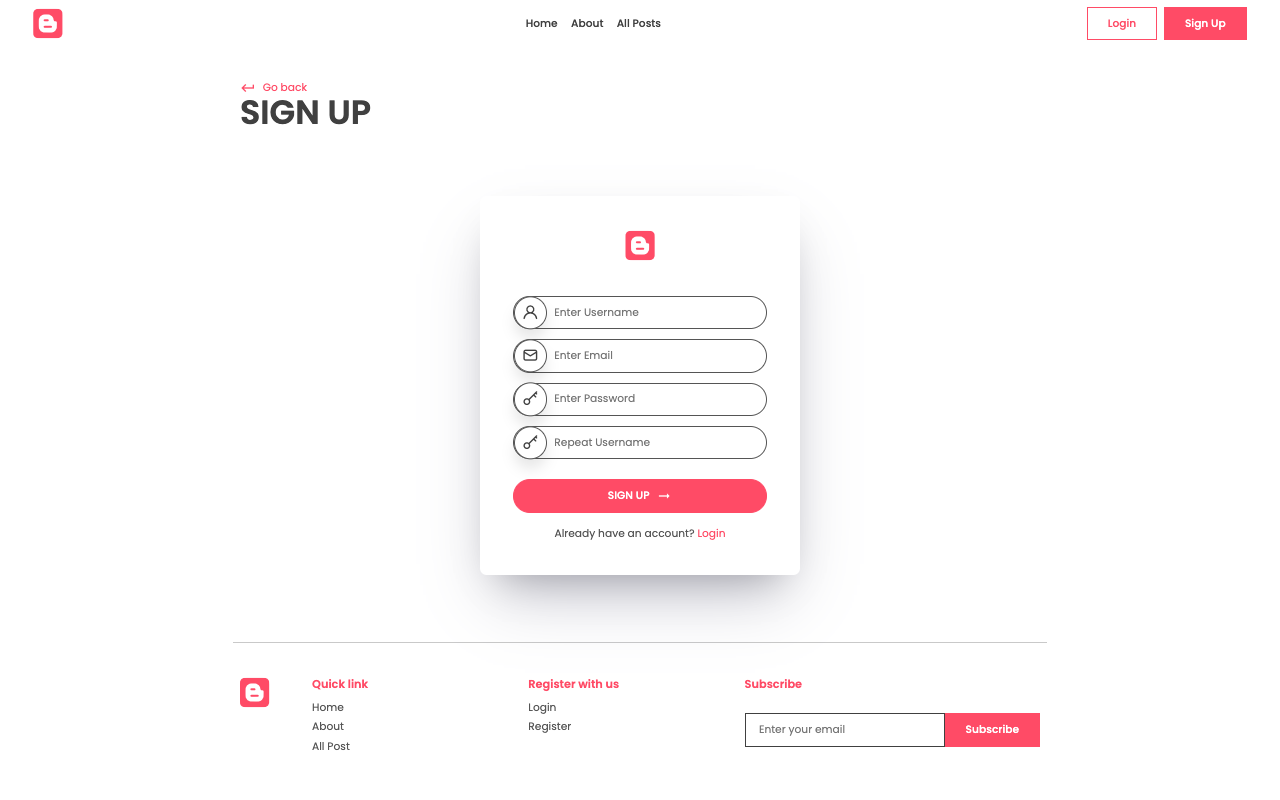 Home About All Posts
Login Sign Up
Go back
SIGN UP
Enter Username
Enter Email
Enter Password
Repeat Username
SIGN UP
Already have an account? Login
Quick link
Home
About
All Post
Register with us
Login
Register
Subscribe
Enter your email Subscribe